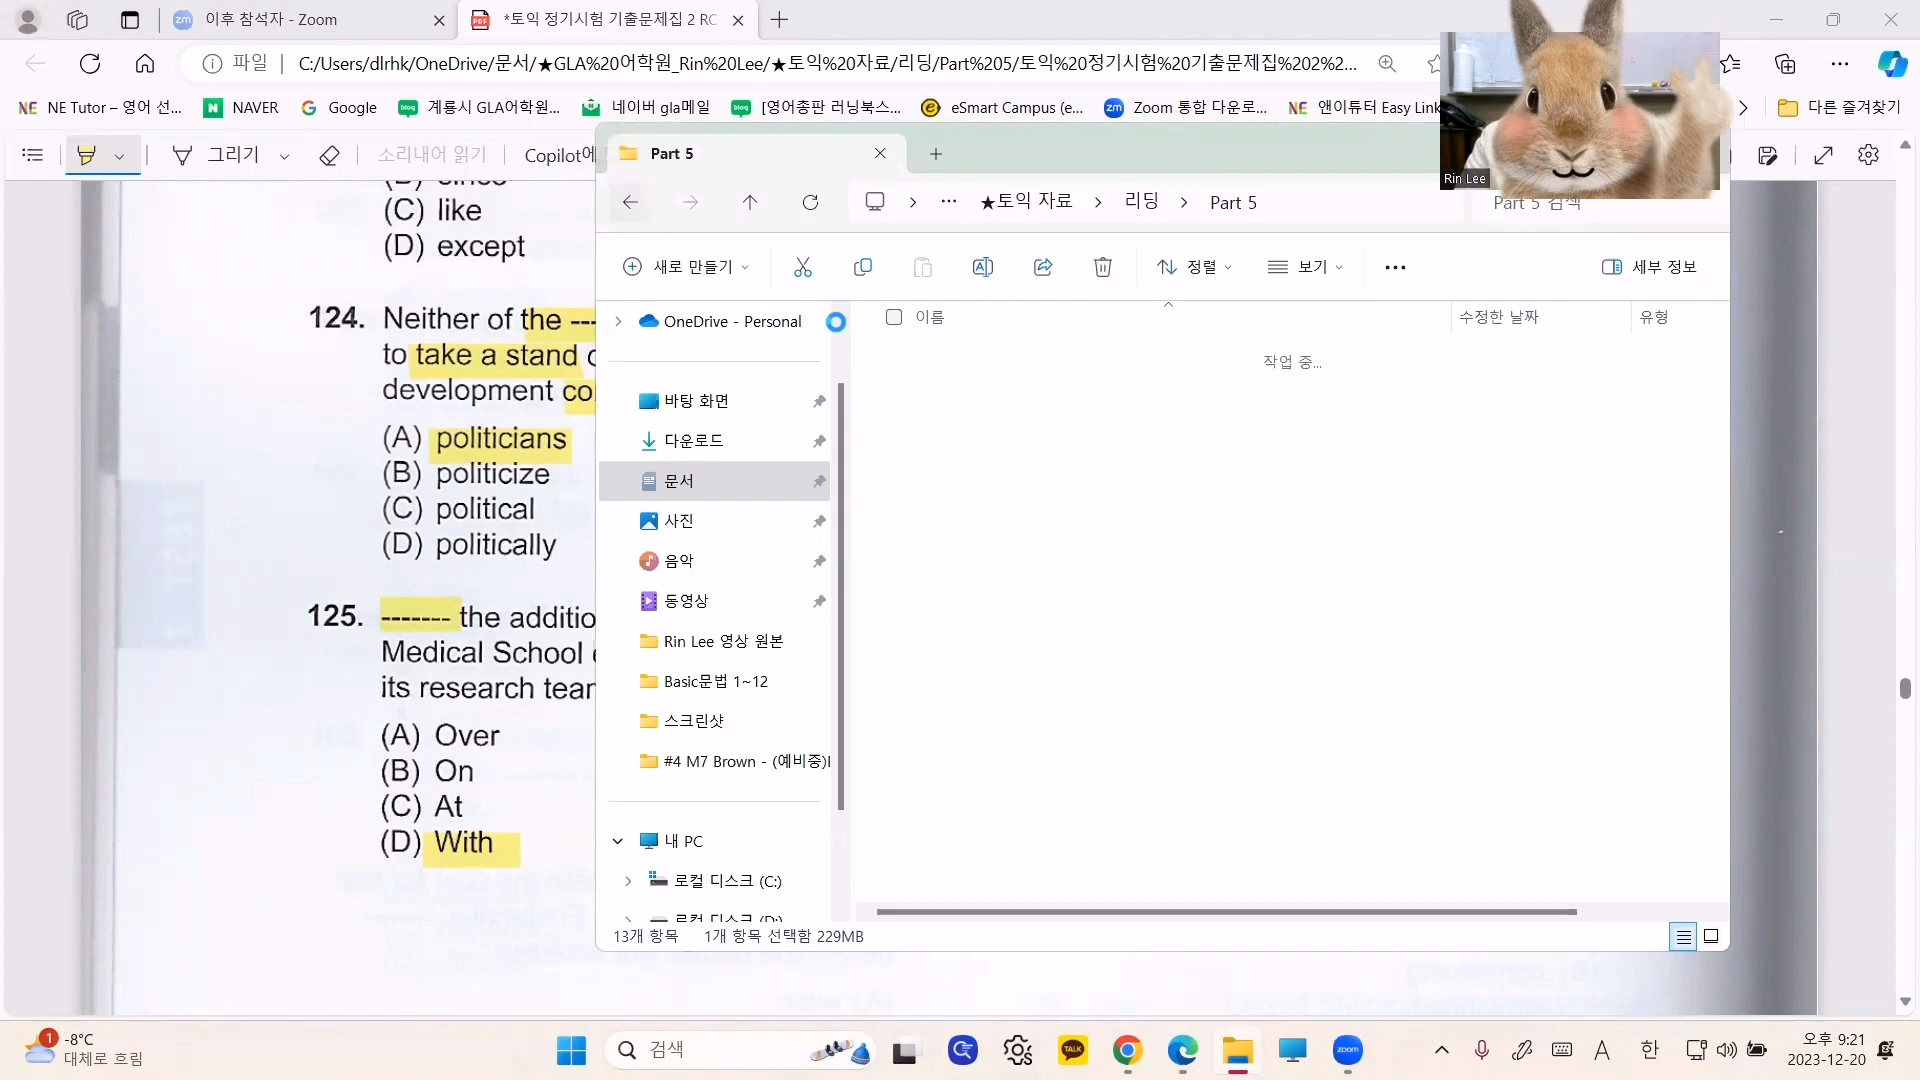 이후 참석자 - Zoom
*토익 정기시험 기출문제집 2 RC
파일
C:/Users/dlrhk/OneDrive/문서/★GLA%20어학원_Rin%20Lee/★토익%20자료/리딩/Part%205/토익%20정기시험%20기출문제집%202%2...
NE Tutor – 영어 선...
NAVER
Google
계룡시 GLA어학원...
네이버 gla메일
[영어총판 러닝북스...
eSmart Campus (e...
Zoom 통합 다운로...
앤이튜터 Easy Link
다른 즐겨찾기
그리기
소리내어 읽기
Copilot에
Rin Lee
(C) like
(D) except
124. Neither of the ---
to take a stand
development co
(A) politicians
(B) politicize
(C) political
(D) politically
125. ------- the additio
Medical School
its research tear
(A) Over
(B) On
(C) At
(D) With
Part 5
★토익 자료 > 리딩 > Part 5
Part 5 검색
새로 만들기
정렬
보기
세부 정보
OneDrive - Personal
이름
수정한 날짜
유형
작업 중...
바탕 화면
다운로드
문서
사진
음악
동영상
Rin Lee 영상 원본
Basic문법 1~12
스크린샷
#4 M7 Brown - (예비중)
내 PC
로컬 디스크 (C:)
로컬 디스크 (D:)
13개 항목
1개 항목 선택함 229MB
1
-8°C
대체로 흐림
검색
TALK
zoom
A
한
오후 9:21
2023-12-20